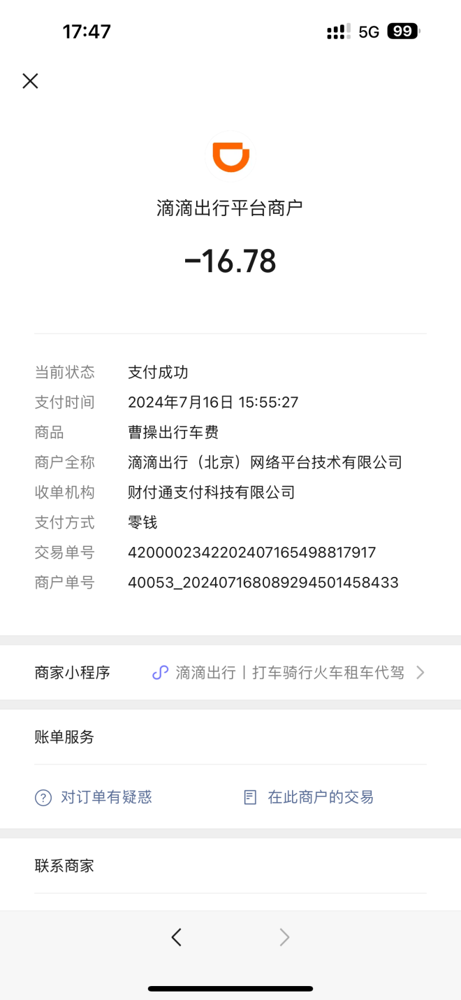 17:47
5G 99
滴滴出行平台商户
-16.78
当前状态 支付成功
支付时间 2024年7月16日 15:55:27
商品 曹操出行车费
商户全称 滴滴出行（北京）网络平台技术有限公司
收单机构 财付通支付科技有限公司
支付方式 零钱
交易单号 4200002342202407165498817917
商户单号 40053_202407168089294501458433
商家小程序 滴滴出行丨打车骑行火车租车代驾
账单服务
对订单有疑惑 在此商户的交易
联系商家